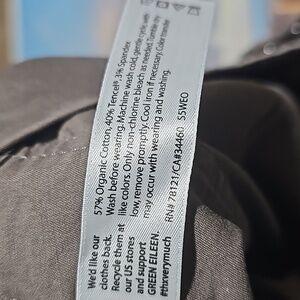 57% Organic Cotton, 40% Tencel®, 3% Spandex
Wash before wearing. Machine wash cold, gentle cycle, with
like colors. Only non-chlorine bleach as needed. Tumble dry
low, remove promptly. Cool iron if necessary. Color transfer
may occur with wearing and washing.
RN# 78121/CA#34460 S5WEO
We'd like our
clothes back.
Recycle them at
our US stores
and support
GREEN EILEEN.
#thxverymuch